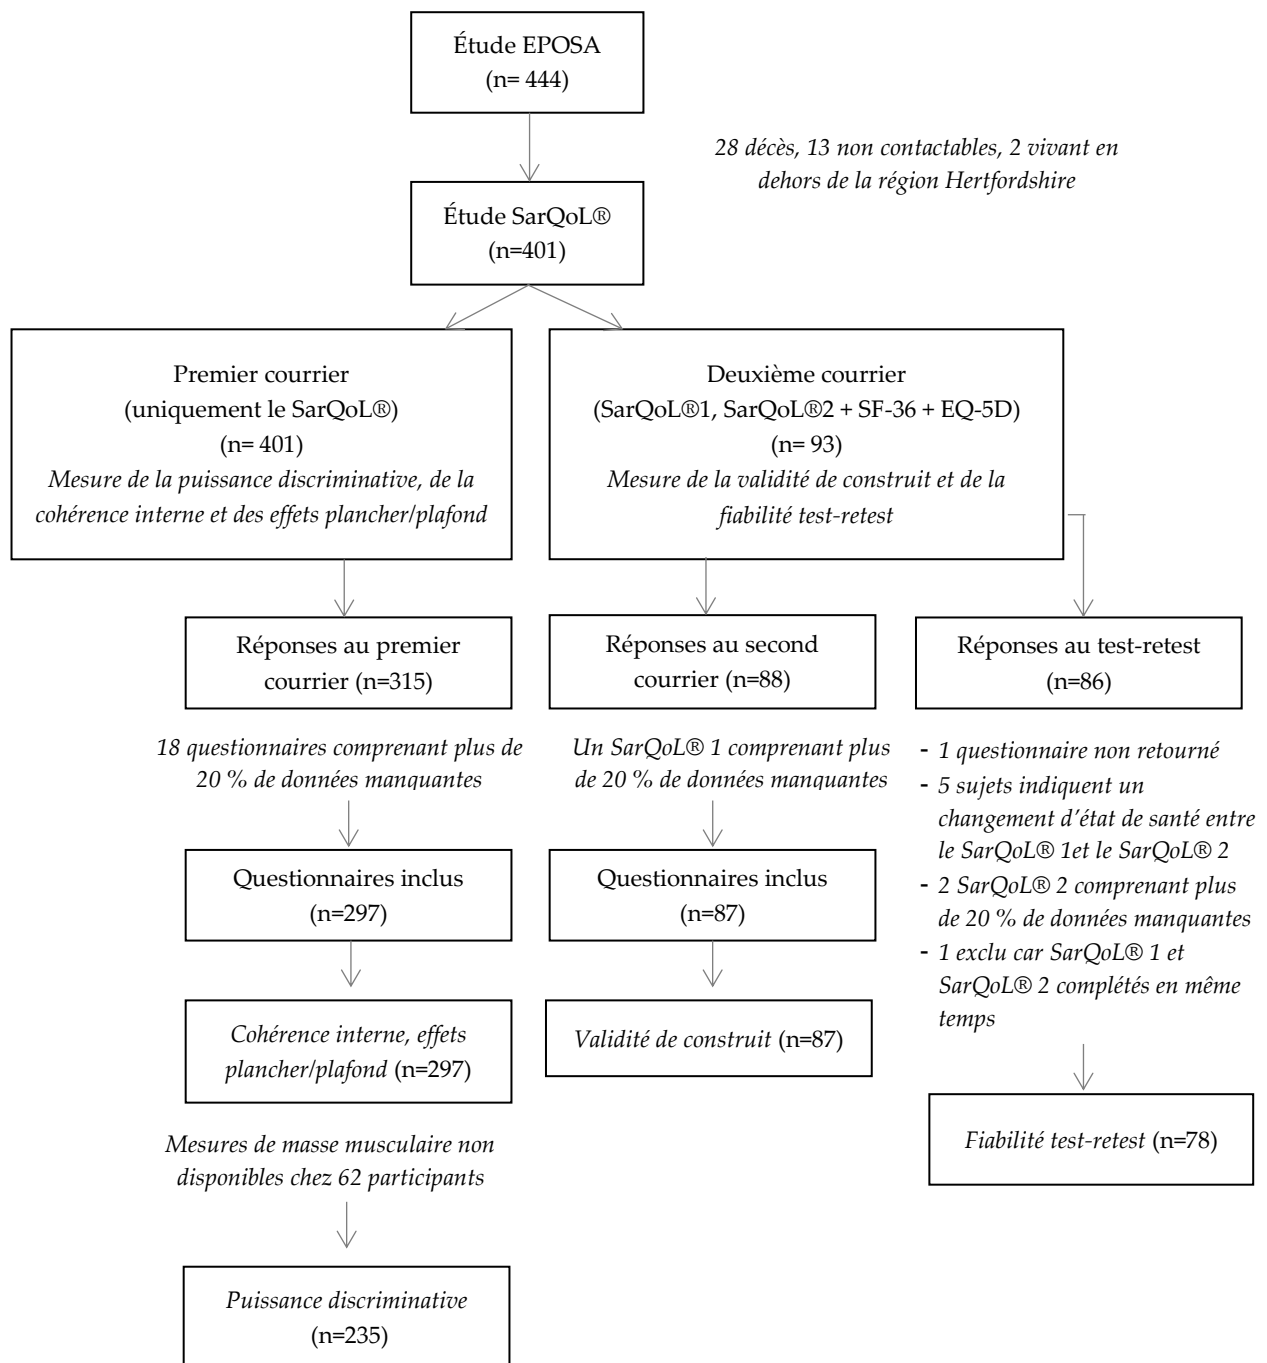 Étude EPOSA
(n= 444)
28 décès, 13 non contactables, 2 vivant en
dehors de la région Hertfordshire
Étude SarQoL®
(n=401)
Premier courrier
(uniquement le SarQoL®)
(n= 401)
Mesure de la puissance discriminative, de la
cohérence interne et des effets plancher/plafond
Deuxième courrier
(SarQoL®1, SarQoL®2 + SF-36 + EQ-5D)
(n= 93)
Mesure de la validité de construit et de la
fiabilité test-retest
Réponses au premier
courrier (n=315)
Réponses au second
courrier (n=88)
Réponses au test-retest
(n=86)
18 questionnaires comprenant plus de
20 % de données manquantes
Un SarQoL® 1 comprenant plus
de 20 % de données manquantes
- 1 questionnaire non retourné
- 5 sujets indiquent un
changement d'état de santé entre
le SarQoL® 1et le SarQoL® 2
- 2 SarQoL® 2 comprenant plus
de 20 % de données manquantes
- 1 exclu car SarQoL® 1 et
SarQoL® 2 complétés en même
temps
Questionnaires inclus
(n=297)
Questionnaires inclus
(n=87)
Cohérence interne, effets
plancher/plafond (n=297)
Validité de construit (n=87)
Fiabilité test-retest (n=78)
Mesures de masse musculaire non
disponibles chez 62 participants
Puissance discriminative
(n=235)